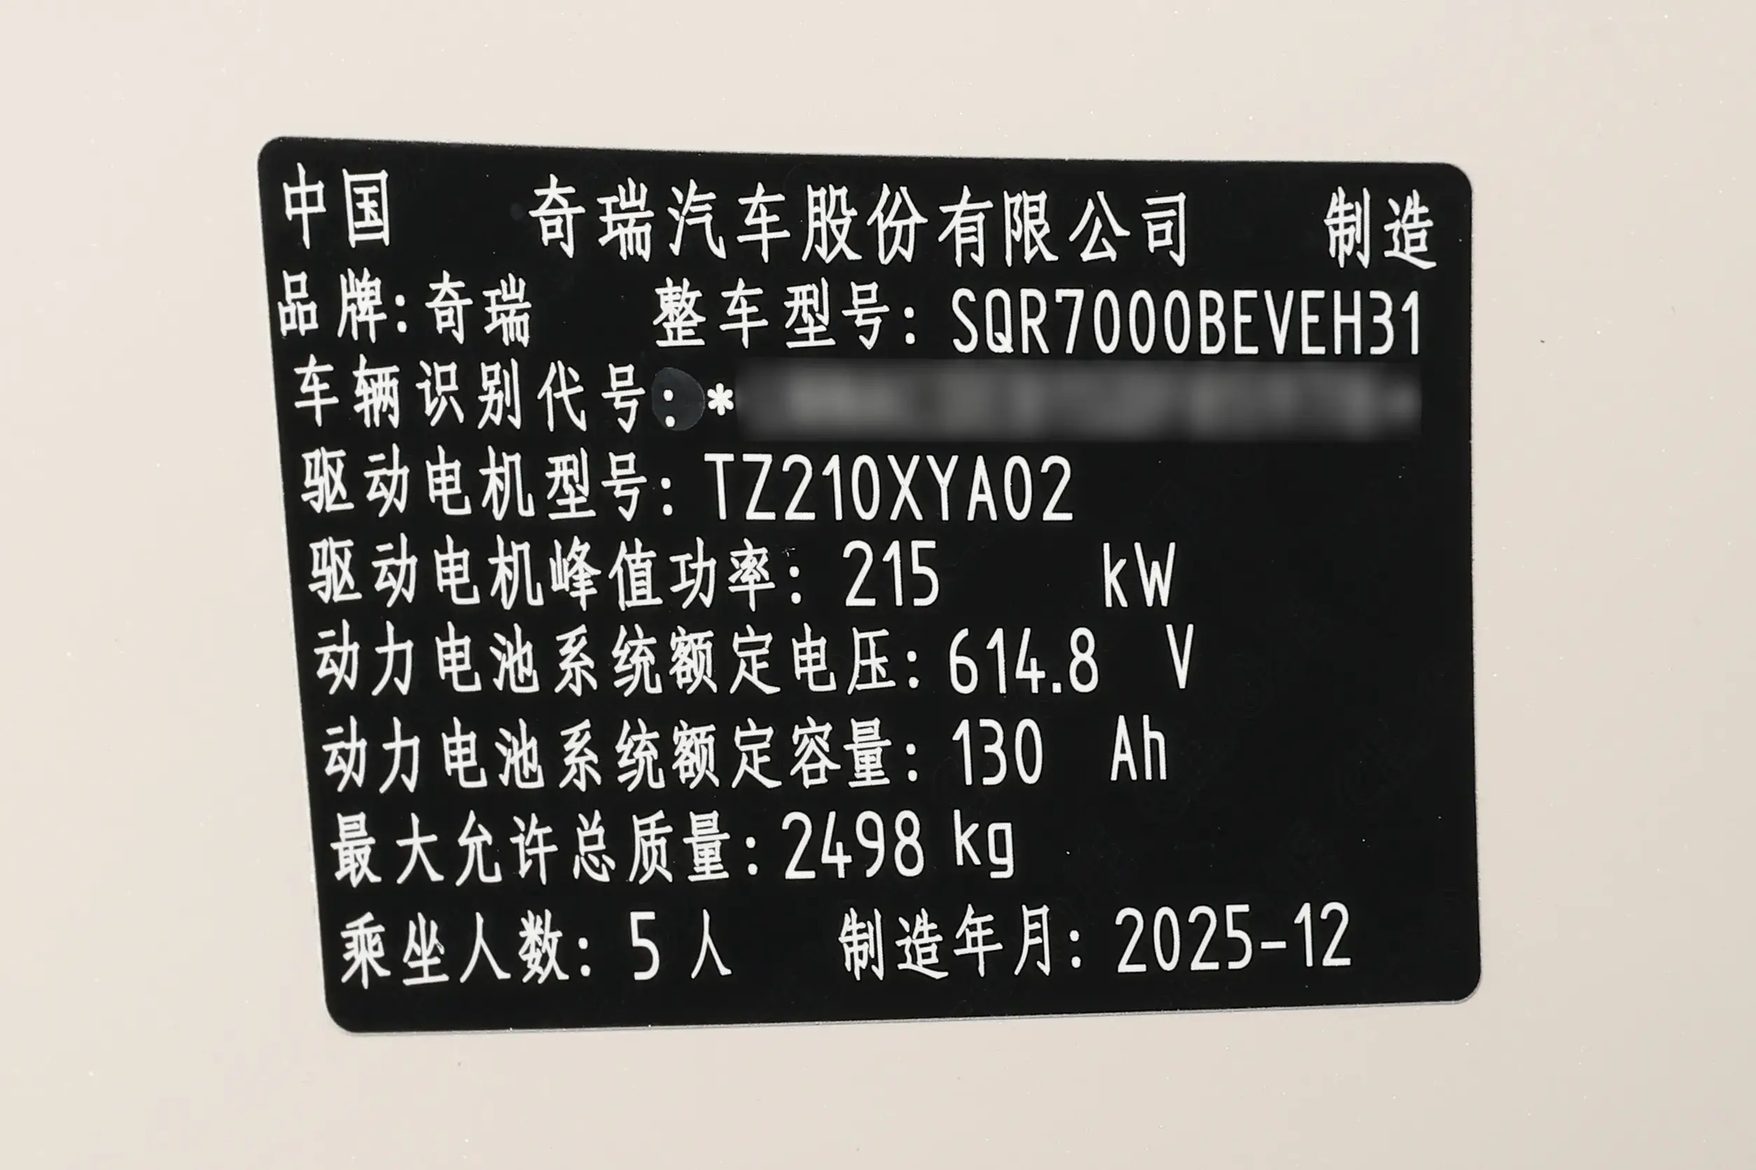 中国 奇瑞汽车股份有限公司 制造
品牌:奇瑞 整车型号:SQR7000BEVEH31
车辆识别代号:*
驱动电机型号:TZ210XYA02
驱动电机峰值功率:215 kW
动力电池系统额定电压:614.8 V
动力电池系统额定容量:130 Ah
最大允许总质量:2498 kg
乘坐人数:5人 制造年月:2025-12